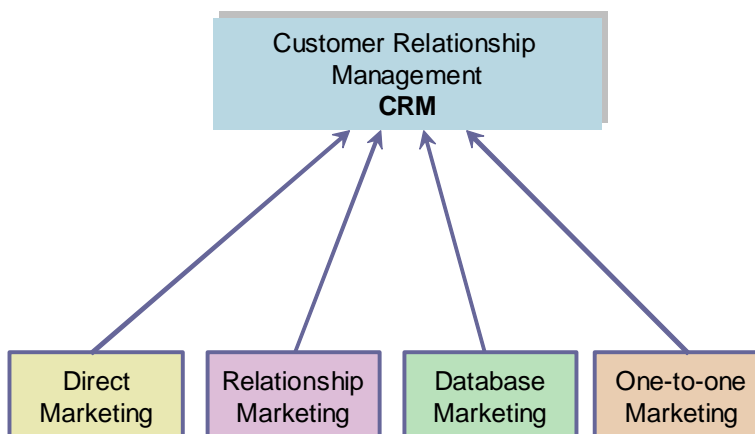 Customer Relationship
Management
CRM
Direct
Marketing
Relationship
Marketing
Database
Marketing
One-to-one
Marketing